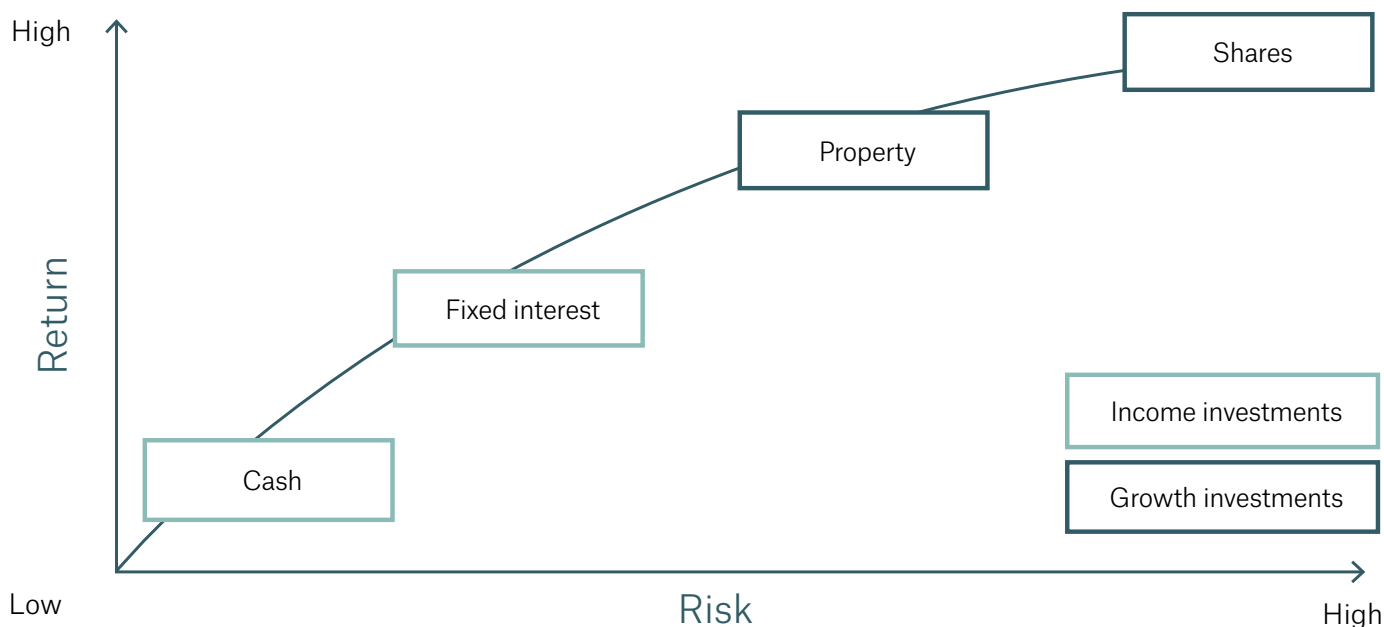 High
Shares
Property
Return
Fixed interest
Income investments
Cash
Growth investments
Low
Risk
High